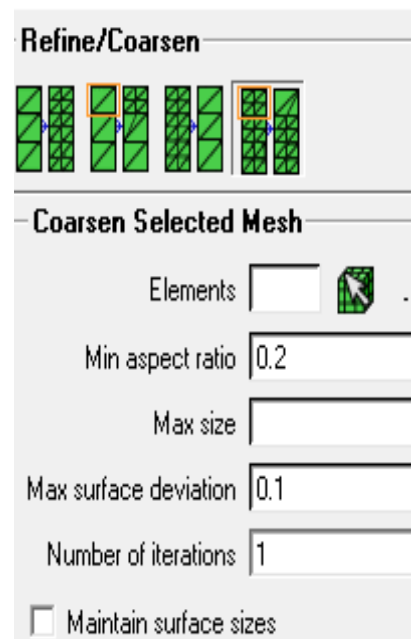 Refine/Coarsen
Coarsen Selected Mesh
Elements
Min aspect ratio 0.2
Max size
Max surface deviation 0.1
Number of iterations 1
Maintain surface sizes